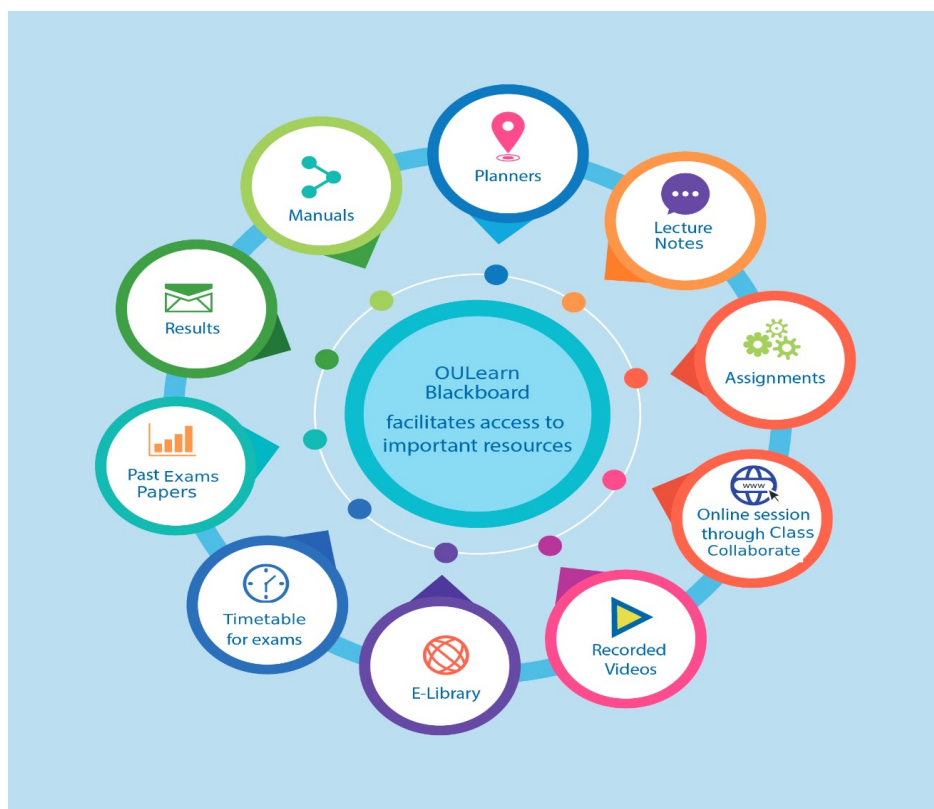 Planners
Lecture
Notes
Assignments
www
Online session
through Class
Collaborate
Recorded
Videos
E-Library
Timetable
for exams
Past Exams
Papers
Results
Manuals
OULearn
Blackboard
facilitates access to
important resources